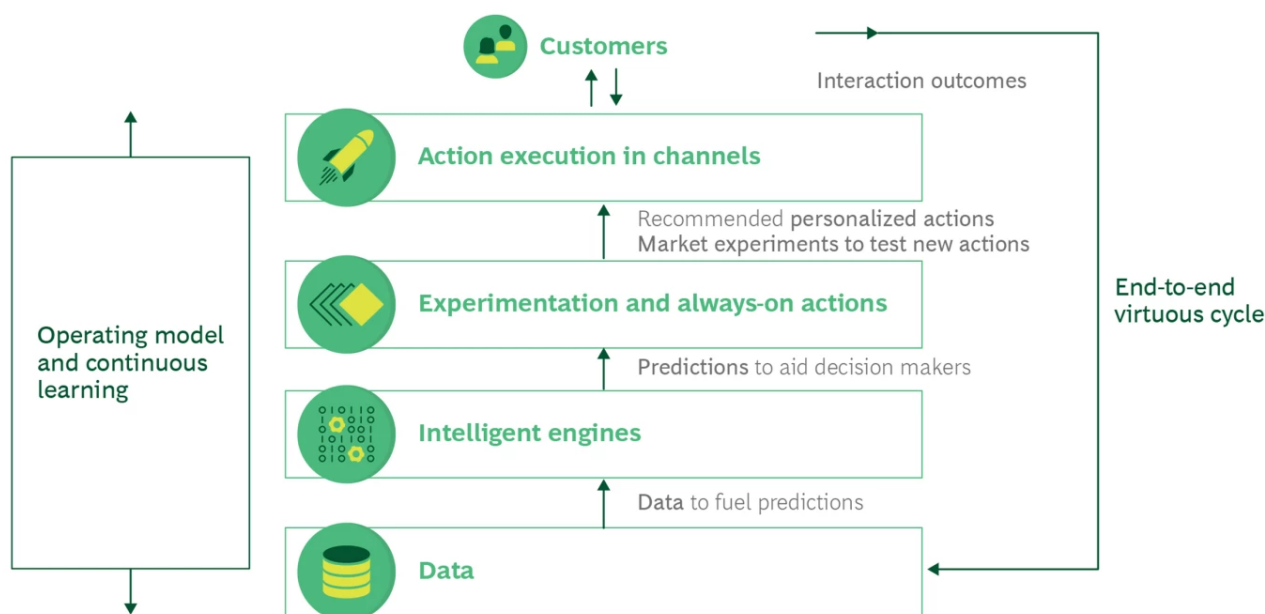 Customers
Interaction outcomes
Action execution in channels
Recommended personalized actions
Market experiments to test new actions
Experimentation and always-on actions
End-to-end
virtuous cycle
Operating model
and continuous
learning
Predictions to aid decision makers
Intelligent engines
Data to fuel predictions
Data